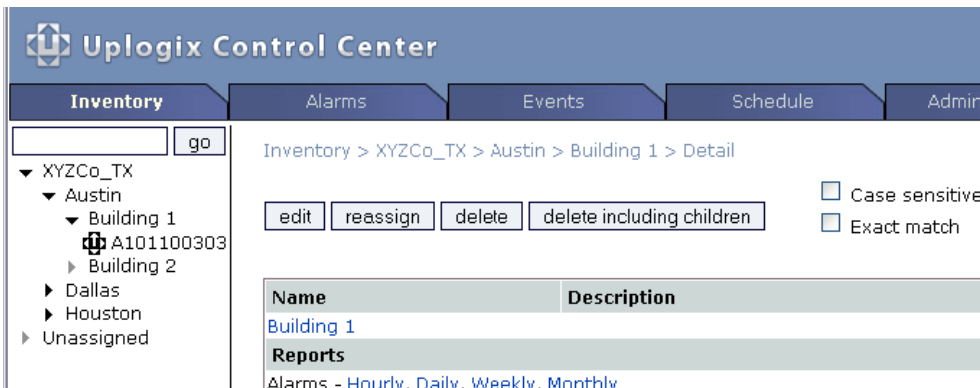 Uplogix Control Center
Inventory Alarms Events Schedule Admin
go
Inventory > XYZCo_TX > Austin > Building 1 > Detail
XYZCo_TX
Austin
Building 1
A101100303
Building 2
Dallas
Houston
Unassigned
edit reassign delete delete including children
Case sensitive
Exact match
Name Description
Building 1
Reports
Alarms - Hourly, Daily, Weekly, Monthly